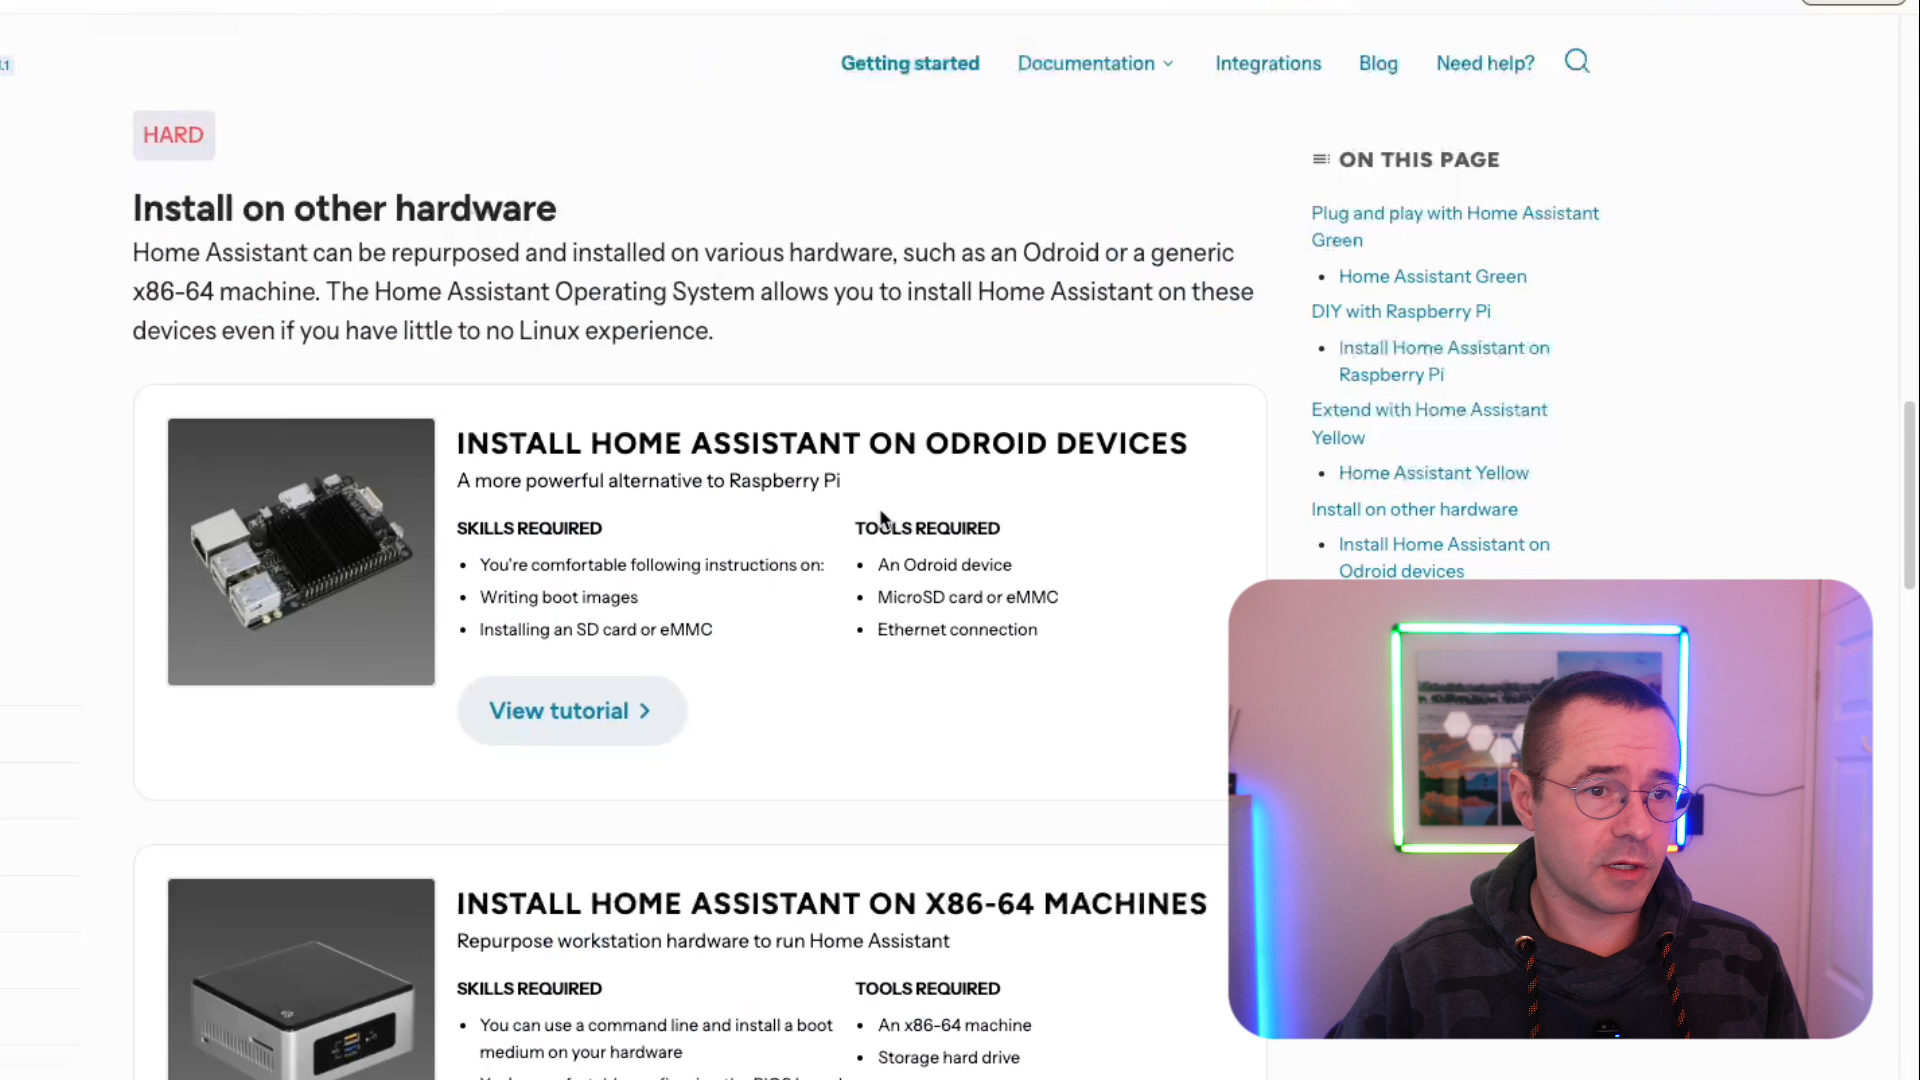 Getting started
Documentation
Integrations
Blog
Need help?
HARD
Install on other hardware
Home Assistant can be repurposed and installed on various hardware, such as an Odroid or a generic
x86-64 machine. The Home Assistant Operating System allows you to install Home Assistant on these
devices even if you have little to no Linux experience.
INSTALL HOME ASSISTANT ON ODROID DEVICES
A more powerful alternative to Raspberry Pi
SKILLS REQUIRED
You're comfortable following instructions on:
Writing boot images
Installing an SD card or eMMC
TOOLS REQUIRED
An Odroid device
MicroSD card or eMMC
Ethernet connection
View tutorial
INSTALL HOME ASSISTANT ON X86-64 MACHINES
Repurpose workstation hardware to run Home Assistant
SKILLS REQUIRED
You can use a command line and install a boot
medium on your hardware
TOOLS REQUIRED
An x86-64 machine
Storage hard drive
ON THIS PAGE
Plug and play with Home Assistant
Green
Home Assistant Green
DIY with Raspberry Pi
Install Home Assistant on
Raspberry Pi
Extend with Home Assistant
Yellow
Home Assistant Yellow
Install on other hardware
Install Home Assistant on
Odroid devices